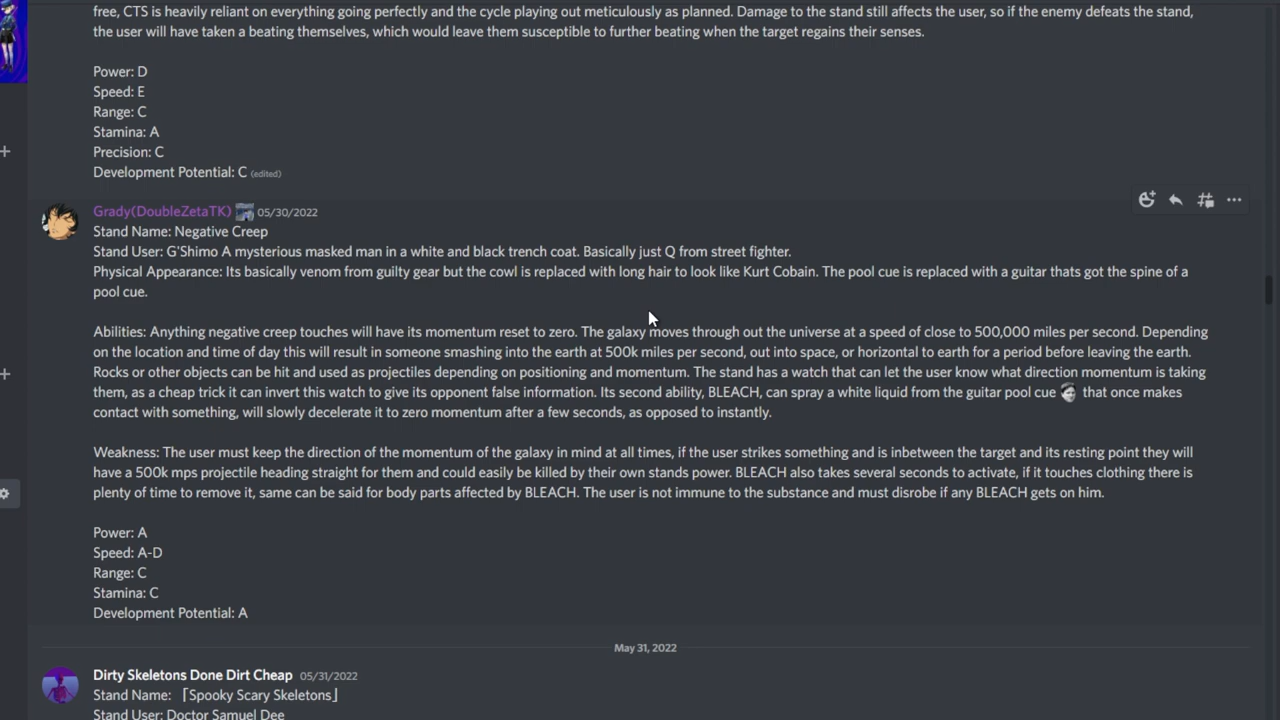 free, CTS is heavily reliant on everything going perfectly and the cycle playing out meticulously as planned. Damage to the stand still affects the user, so if the enemy defeats the stand,
the user will have taken a beating themselves, which would leave them susceptible to further beating when the target regains their senses.
Power: D
Speed: E
Range: C
Stamina: A
Precision: C
Development Potential: C (edited)
Grady(DoubleZetaTK) 05/30/2022
Stand Name: Negative Creep
Stand User: G'Shimo A mysterious masked man in a white and black trench coat. Basically just Q from street fighter.
Physical Appearance: Its basically venom from guilty gear but the cowl is replaced with long hair to look like Kurt Cobain. The pool cue is replaced with a guitar thats got the spine of a
pool cue.
Abilities: Anything negative creep touches will have its momentum reset to zero. The galaxy moves through out the universe at a speed of close to 500,000 miles per second. Depending
on the location and time of day this will result in someone smashing into the earth at 500k miles per second, out into space, or horizontal to earth for a period before leaving the earth.
Rocks or other objects can be hit and used as projectiles depending on positioning and momentum. The stand has a watch that can let the user know what direction momentum is taking
them, as a cheap trick it can invert this watch to give its opponent false information. Its second ability, BLEACH, can spray a white liquid from the guitar pool cue that once makes
contact with something, will slowly decelerate it to zero momentum after a few seconds, as opposed to instantly.
Weakness: The user must keep the direction of the momentum of the galaxy in mind at all times, if the user strikes something and is inbetween the target and its resting point they will
have a 500k mps projectile heading straight for them and could easily be killed by their own stands power. BLEACH also takes several seconds to activate, if it touches clothing there is
plenty of time to remove it, same can be said for body parts affected by BLEACH. The user is not immune to the substance and must disrobe if any BLEACH gets on him.
Power: A
Speed: A-D
Range: C
Stamina: C
Development Potential: A
May 31, 2022
Dirty Skeletons Done Dirt Cheap 05/31/2022
Stand Name: 「Spooky Scary Skeletons」
Stand User: Doctor Samuel Dee